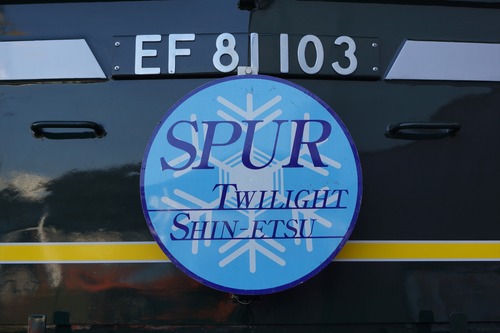 EF 81 103
SPUR
TWILIGHT
SHIN-ETSU